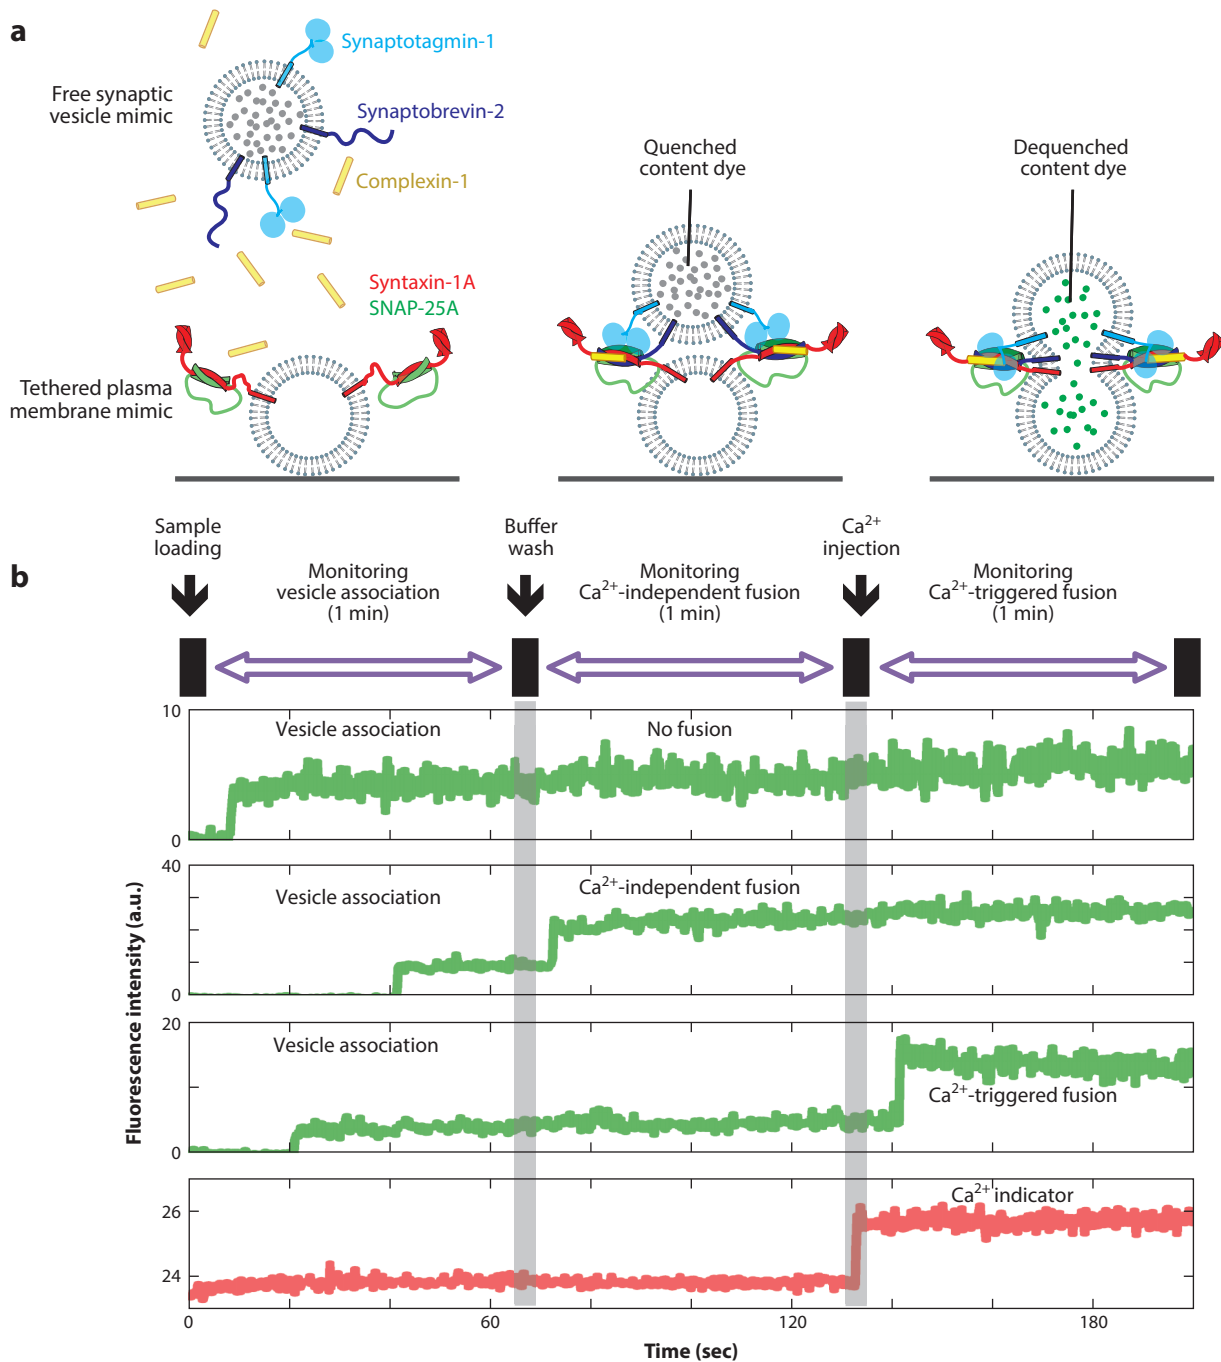 a
Free synaptic
vesicle mimic
Synaptotagmin-1
Synaptobrevin-2
Complexin-1
Syntaxin-1A
SNAP-25A
Tethered plasma
membrane mimic
Quenched
content dye
Dequenched
content dye
b
Sample
loading
Buffer
wash
Ca²⁺
injection
Monitoring
vesicle association
(1 min)
Monitoring
Ca²⁺-independent fusion
(1 min)
Monitoring
Ca²⁺-triggered fusion
(1 min)
Fluorescence intensity (a.u.)
10
0
Vesicle association
No fusion
40
20
0
Vesicle association
Ca²⁺-independent fusion
20
10
0
Vesicle association
Ca²⁺-triggered fusion
26
24
Ca²⁺ indicator
0
60
120
180
Time (sec)